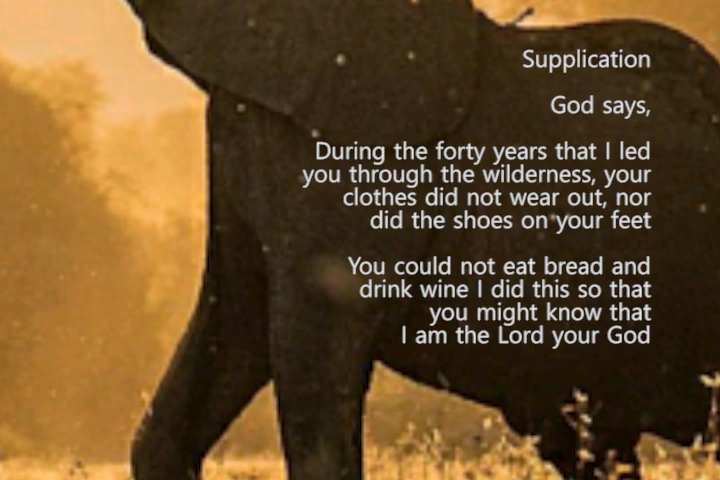 Supplication
God says,
During the forty years that I led
you through the wilderness, your
clothes did not wear out, nor
did the shoes on your feet
You could not eat bread and
drink wine I did this so that
you might know that
I am the Lord your God